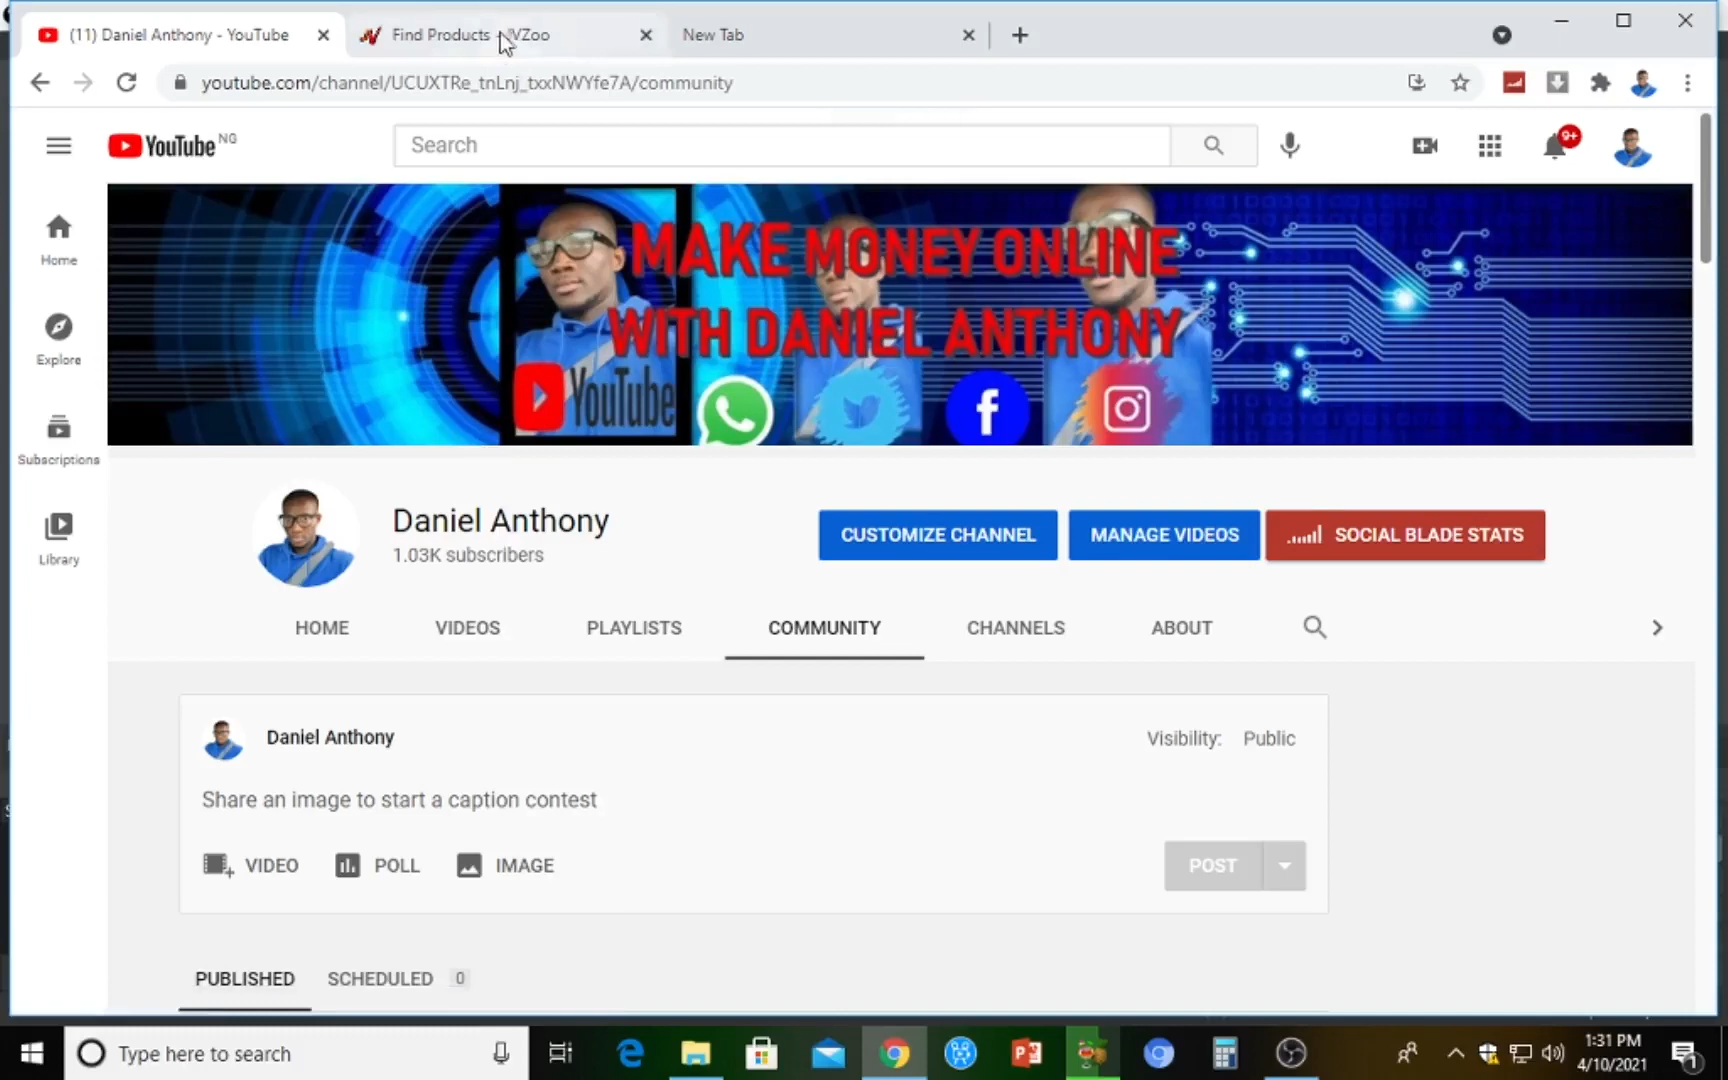 (11) Daniel Anthony - YouTube
Find Products - JVZoo
New Tab
youtube.com/channel/UCUXTRe_tnLnj_txxNWYfe7A/community
YouTube NG
Search
9+
Home
Explore
Subscriptions
Library
MAKE MONEY ONLINE
WITH DANIEL ANTHONY
YouTube
Daniel Anthony
1.03K subscribers
CUSTOMIZE CHANNEL
MANAGE VIDEOS
SOCIAL BLADE STATS
HOME
VIDEOS
PLAYLISTS
COMMUNITY
CHANNELS
ABOUT
Daniel Anthony
Visibility: Public
Share an image to start a caption contest
VIDEO
POLL
IMAGE
POST
PUBLISHED
SCHEDULED 0
Type here to search
1:31 PM
4/10/2021
1